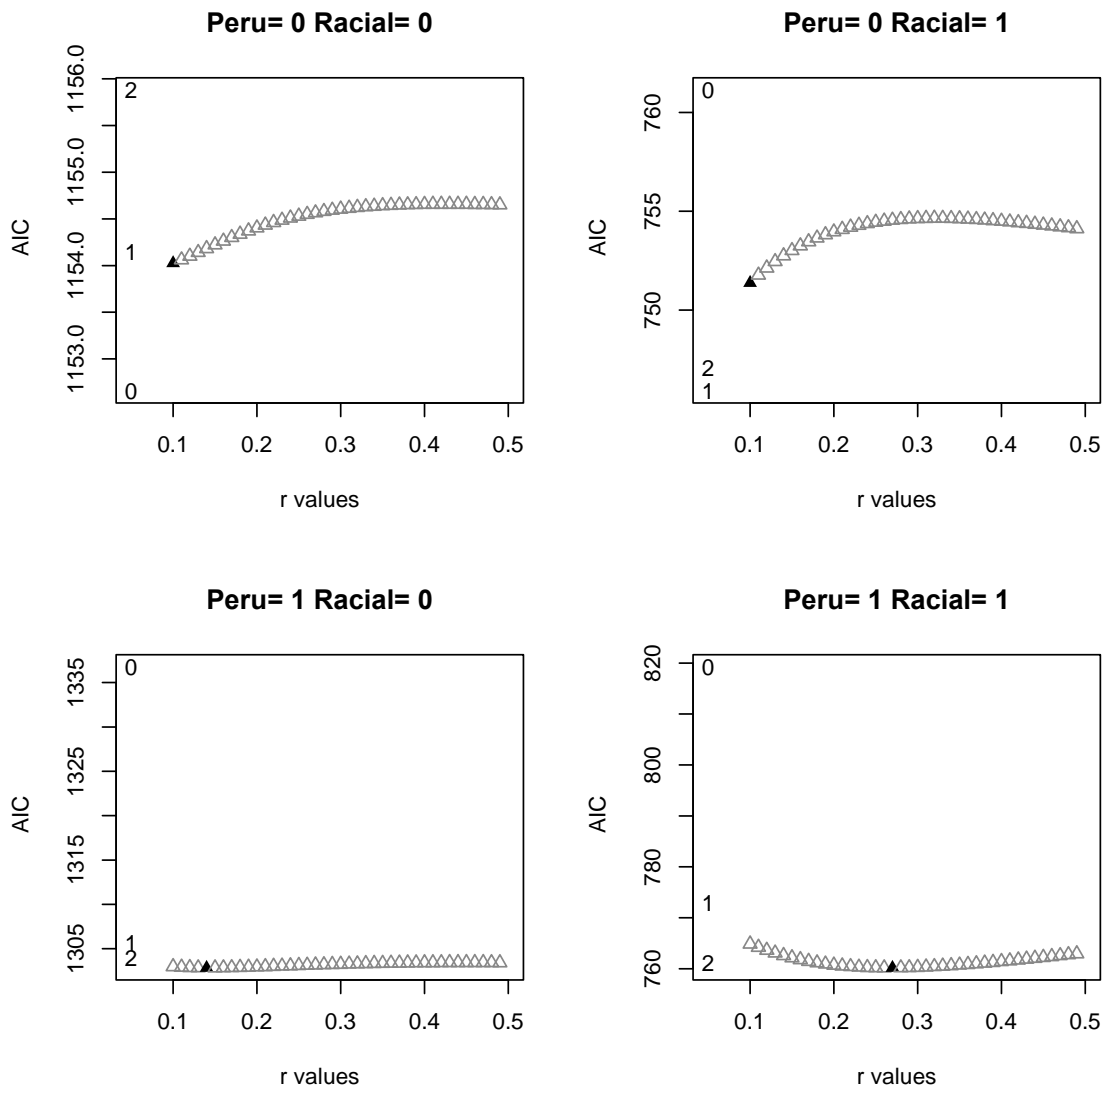 Peru= 0 Racial= 0
AIC
1156.0
1155.0
1154.0
1153.0
2
1
0
0.1 0.2 0.3 0.4 0.5
r values
Peru= 0 Racial= 1
AIC
760
755
750
0
2
1
0.1 0.2 0.3 0.4 0.5
r values
Peru= 1 Racial= 0
AIC
1335
1325
1315
1305
0
1
2
0.1 0.2 0.3 0.4 0.5
r values
Peru= 1 Racial= 1
AIC
820
800
780
760
0
1
2
0.1 0.2 0.3 0.4 0.5
r values